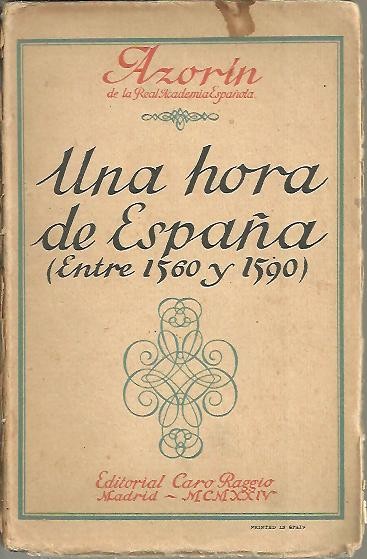 Azorín
de la Real Academia Española
Una hora
de España
(Entre 1560 y 1590)
Editorial Caro Raggio
Madrid - MCMXXIV
PRINTED IN SPAIN